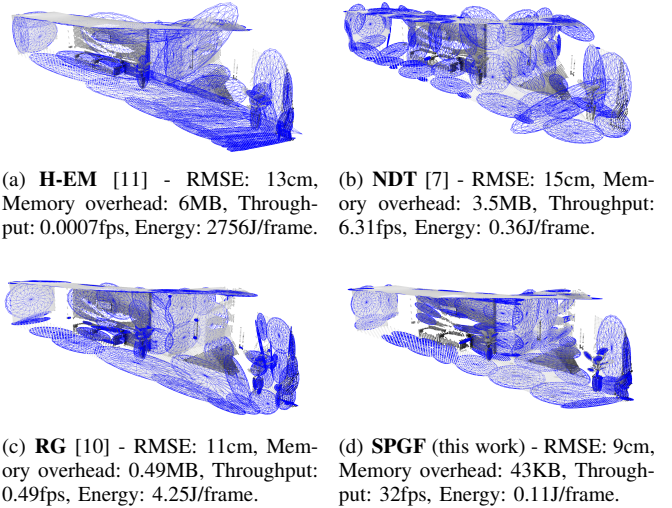 (a) H-EM [11] - RMSE: 13cm,
Memory overhead: 6MB, Through-
put: 0.0007fps, Energy: 2756J/frame.
(b) NDT [7] - RMSE: 15cm, Mem-
ory overhead: 3.5MB, Throughput:
6.31fps, Energy: 0.36J/frame.
(c) RG [10] - RMSE: 11cm, Mem-
ory overhead: 0.49MB, Throughput:
0.49fps, Energy: 4.25J/frame.
(d) SPGF (this work) - RMSE: 9cm,
Memory overhead: 43KB, Through-
put: 32fps, Energy: 0.11J/frame.